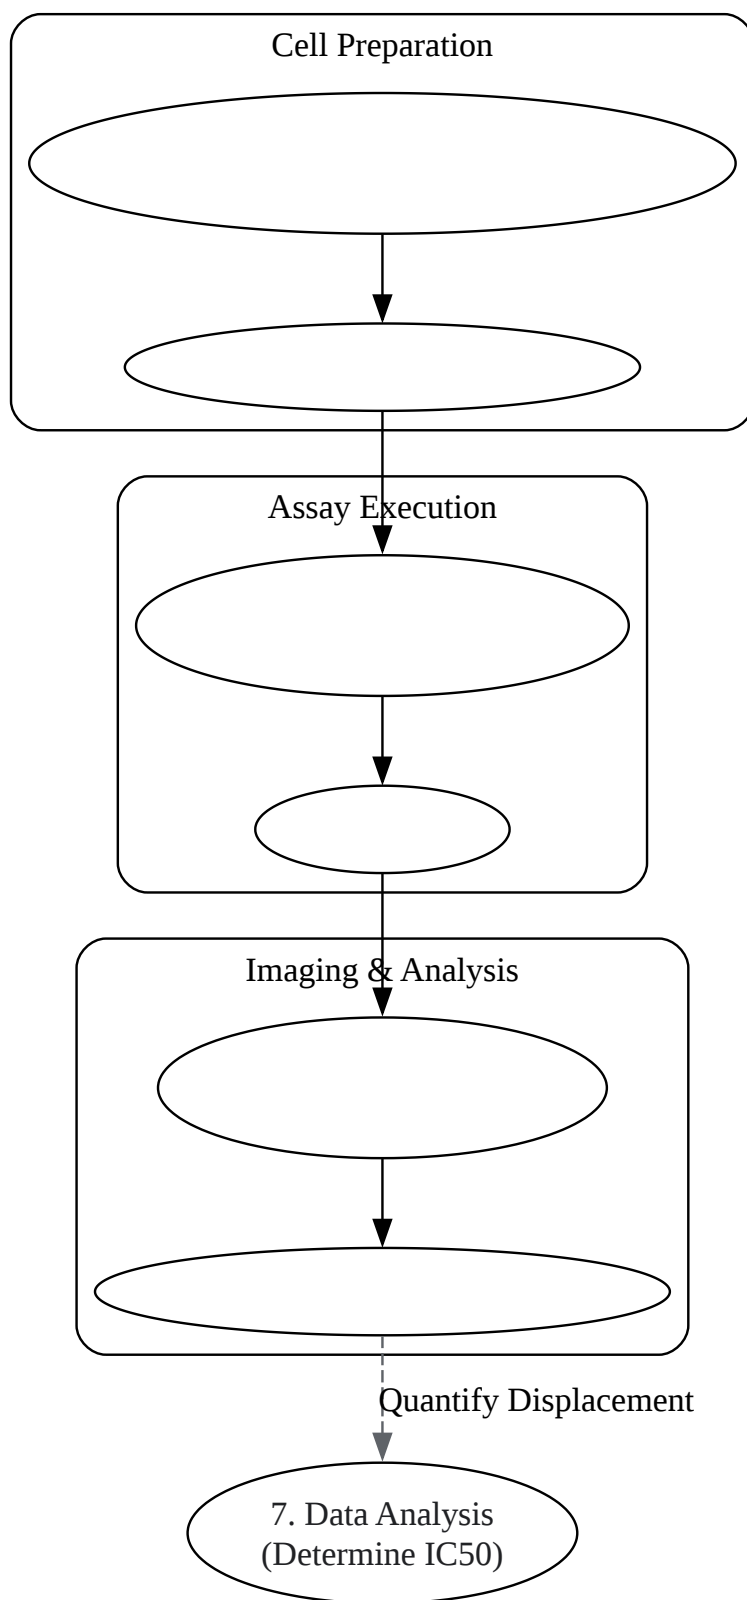 Cell Preparation
Assay Execution
Imaging & Analysis
Quantify Displacement
7. Data Analysis
(Determine IC50)